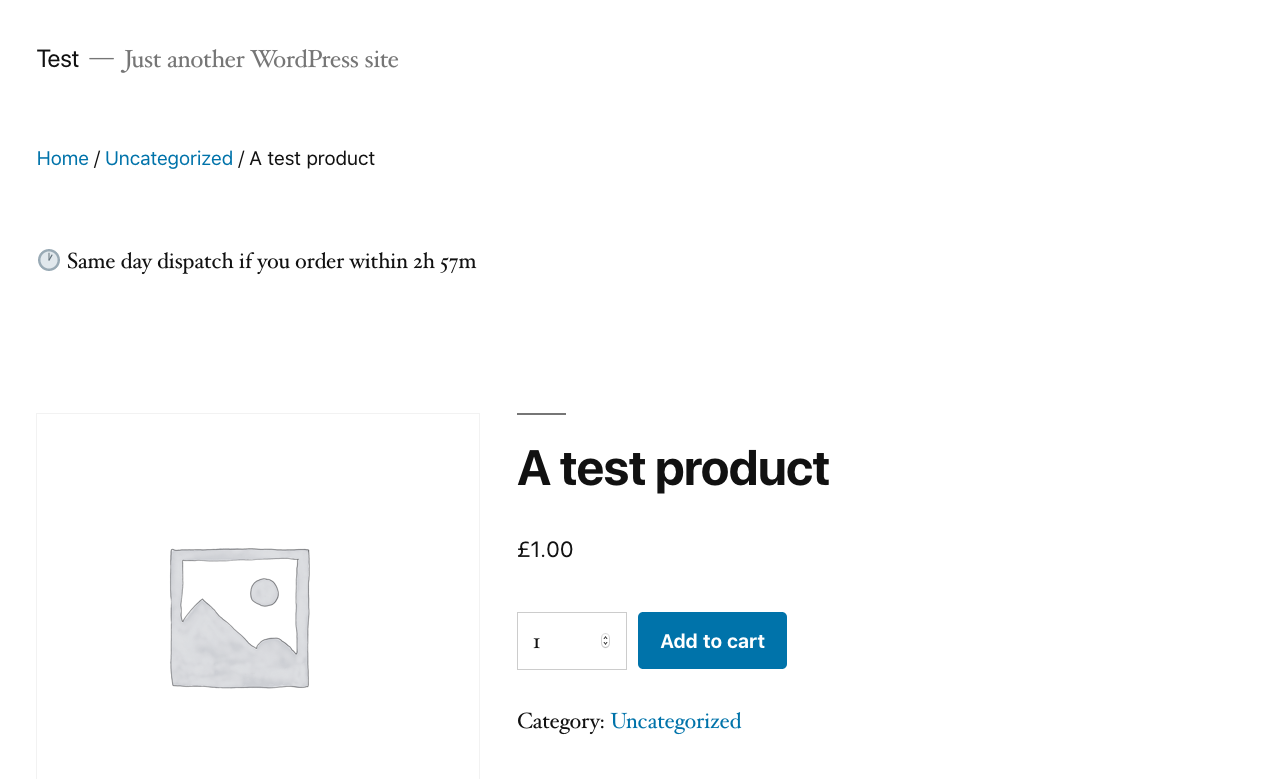 Test — Just another WordPress site
Home / Uncategorized / A test product
Same day dispatch if you order within 2h 57m
A test product
£1.00
1
Add to cart
Category: Uncategorized